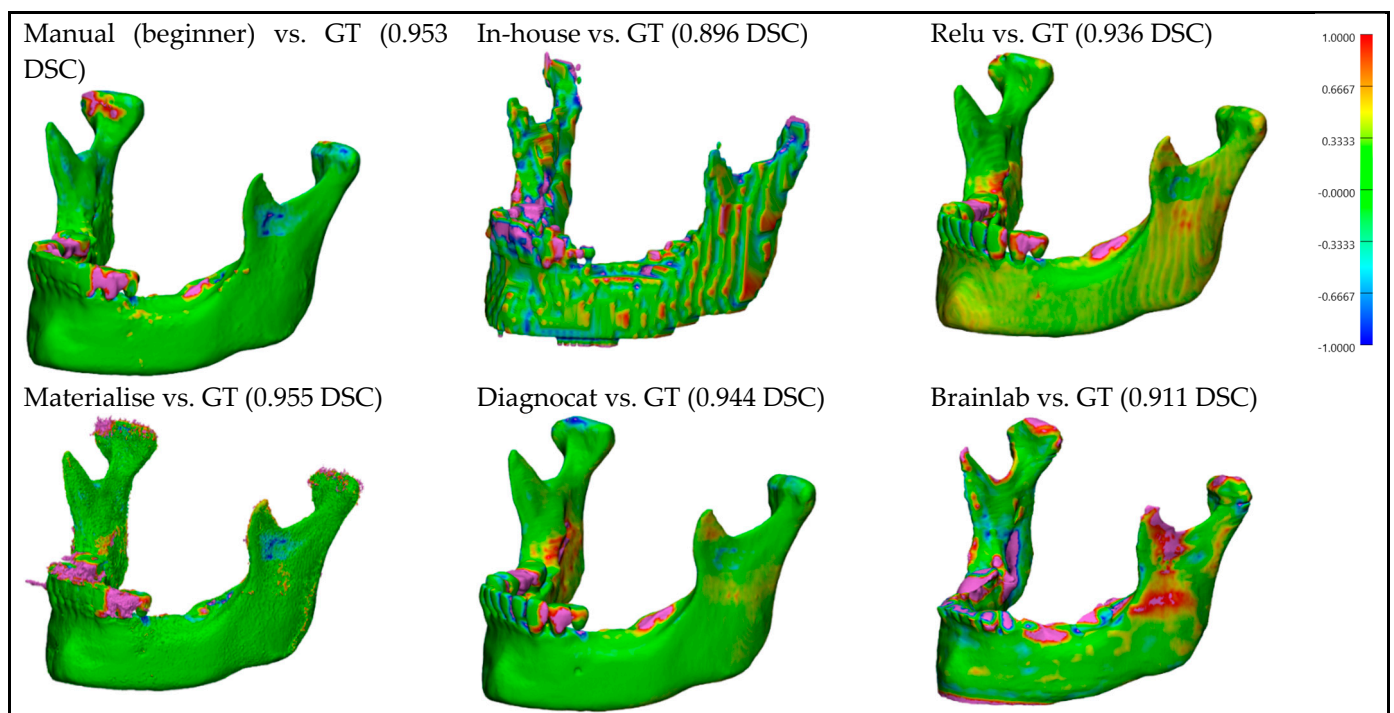 Manual (beginner) vs. GT (0.953
DSC)
In-house vs. GT (0.896 DSC)
Relu vs. GT (0.936 DSC)
1.0000
0.6667
0.3333
-0.0000
-0.3333
-0.6667
-1.0000
Materialise vs. GT (0.955 DSC)
Diagnocat vs. GT (0.944 DSC)
Brainlab vs. GT (0.911 DSC)